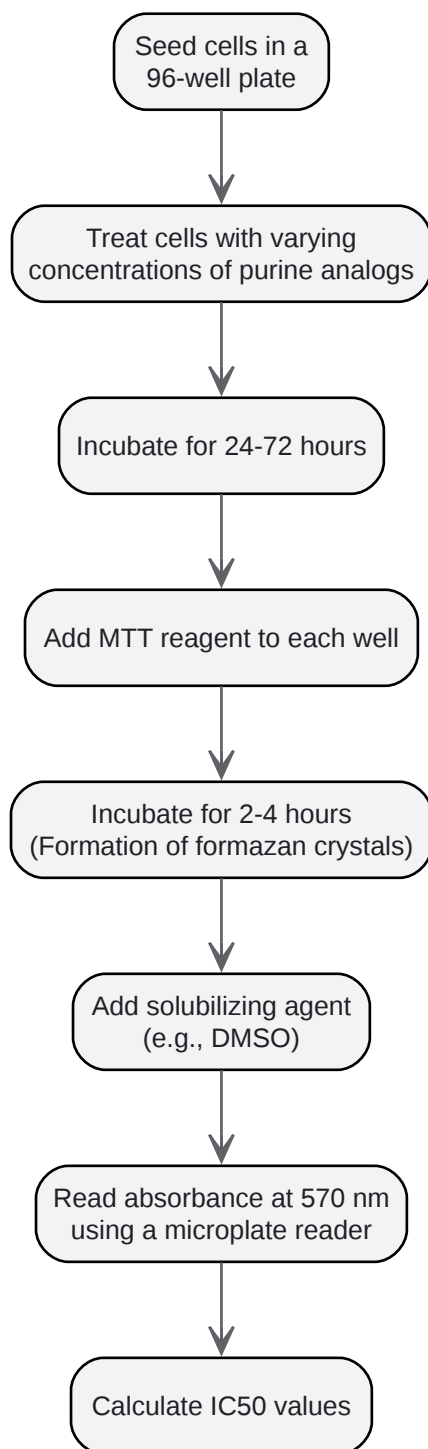 Seed cells in a
96-well plate
Treat cells with varying
concentrations of purine analogs
Incubate for 24-72 hours
Add MTT reagent to each well
Incubate for 2-4 hours
(Formation of formazan crystals)
Add solubilizing agent
(e.g., DMSO)
Read absorbance at 570 nm
using a microplate reader
Calculate IC50 values